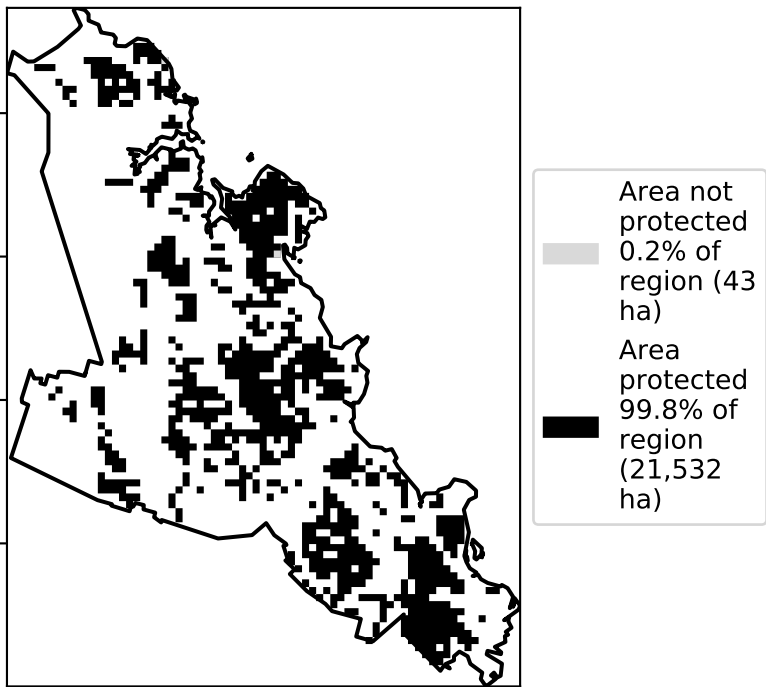 Area not
protected
0.2% of
region (43
ha)
Area
protected
99.8% of
region
(21,532
ha)